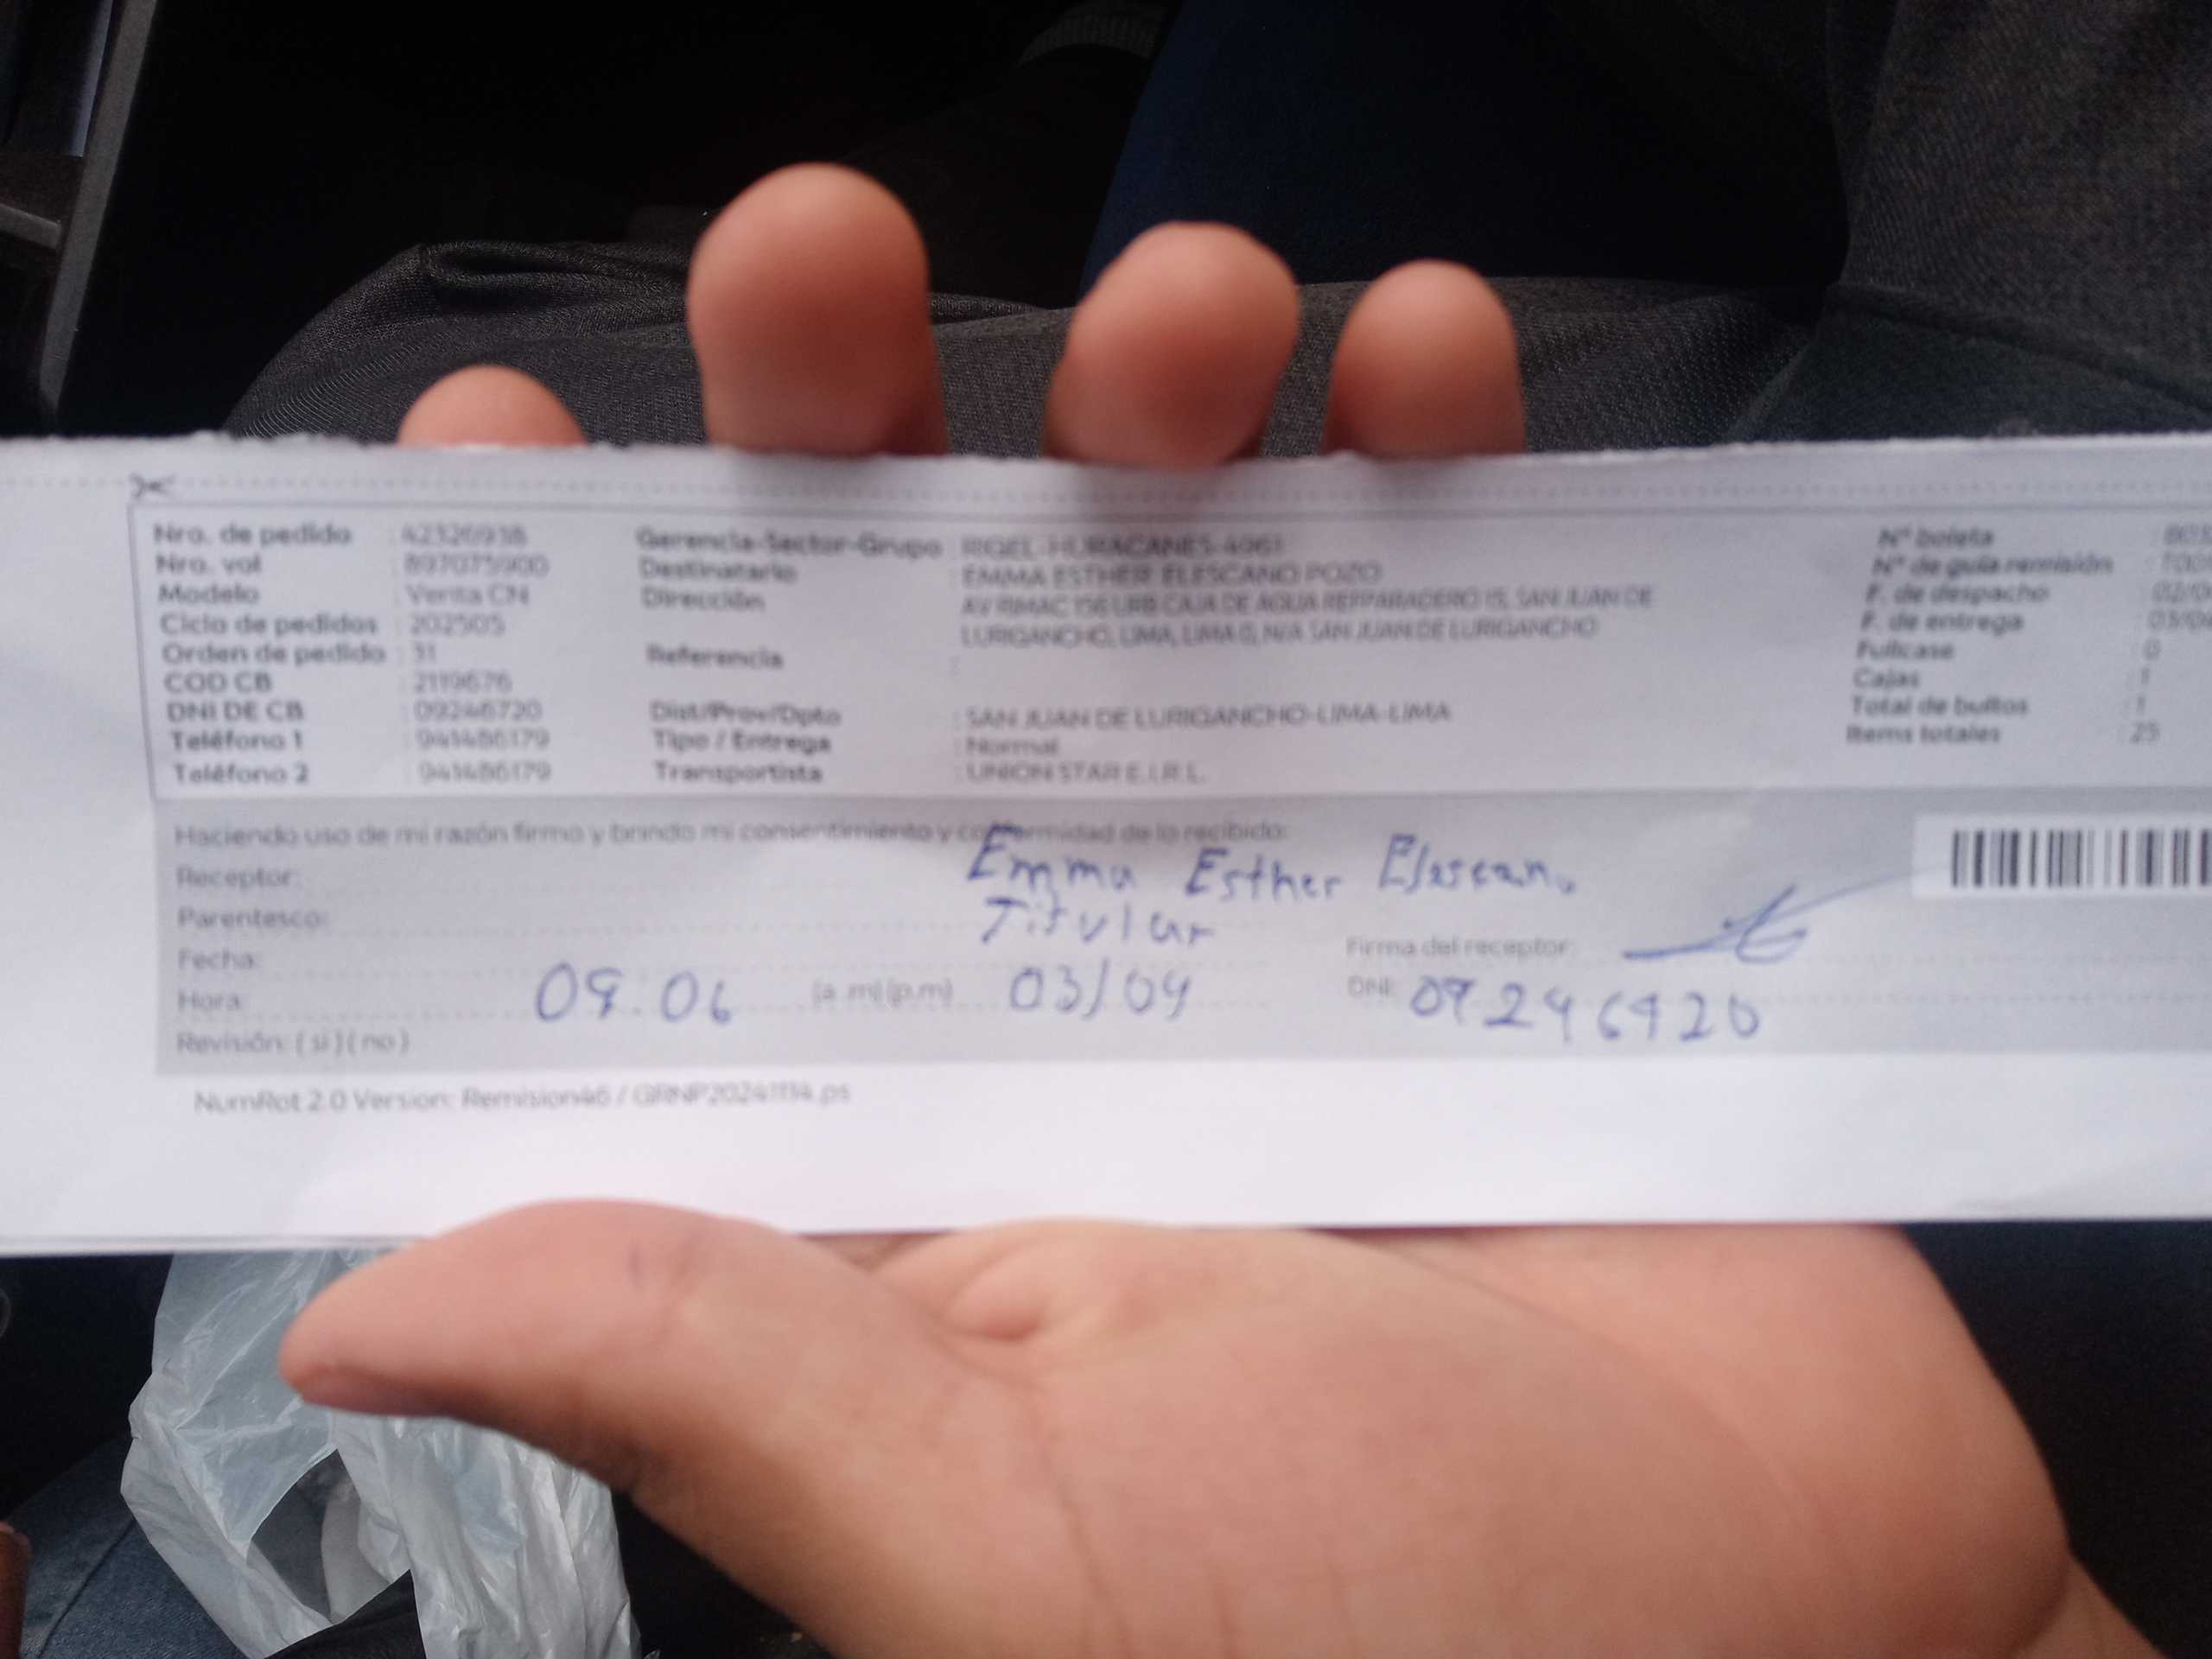 Nro. de pedido : A2326938 Gerencia-Sector-Grupo : RIGEL-HURACANES-4961 N° boleta
Nro. vol : 897075900 Destinatario : EMMA ESTHER ELESCANO POZO N° de guía remisión
Modelo : Venta CN Dirección : AV RIMAC 156 URB CAJA DE AGUA REFPARADERO 15, SAN JUAN DE F. de despacho
Ciclo de pedidos : 202505 LURIGANCHO, LIMA, LIMA 0, N/A SAN JUAN DE LURIGANCHO F. de entrega
Orden de pedido : 31 Referencia : Fullcase : 0
COD CB : 2119676 Cajas : 1
DNI DE CB : 09246720 Dist/Prov/Dpto : SAN JUAN DE LURIGANCHO-LIMA-LIMA Total de bultos : 1
Teléfono 1 : 941486179 Tipo / Entrega : Normal Items totales : 25
Teléfono 2 : 941486179 Transportista : UNION STAR E.I.R.L.
Haciendo uso de mi razón firmo y brindo mi consentimiento y conformidad de lo recibido:
Receptor: Emma Esther Elescano
Parentesco: Titular
Fecha: Firma del receptor:
Hora: 09:06 (a.m)(p.m) 03/04 DNI:
Revisión: ( si ) ( no )
NumRot 2.0 Version: Remision46 / GRNP20241114.ps